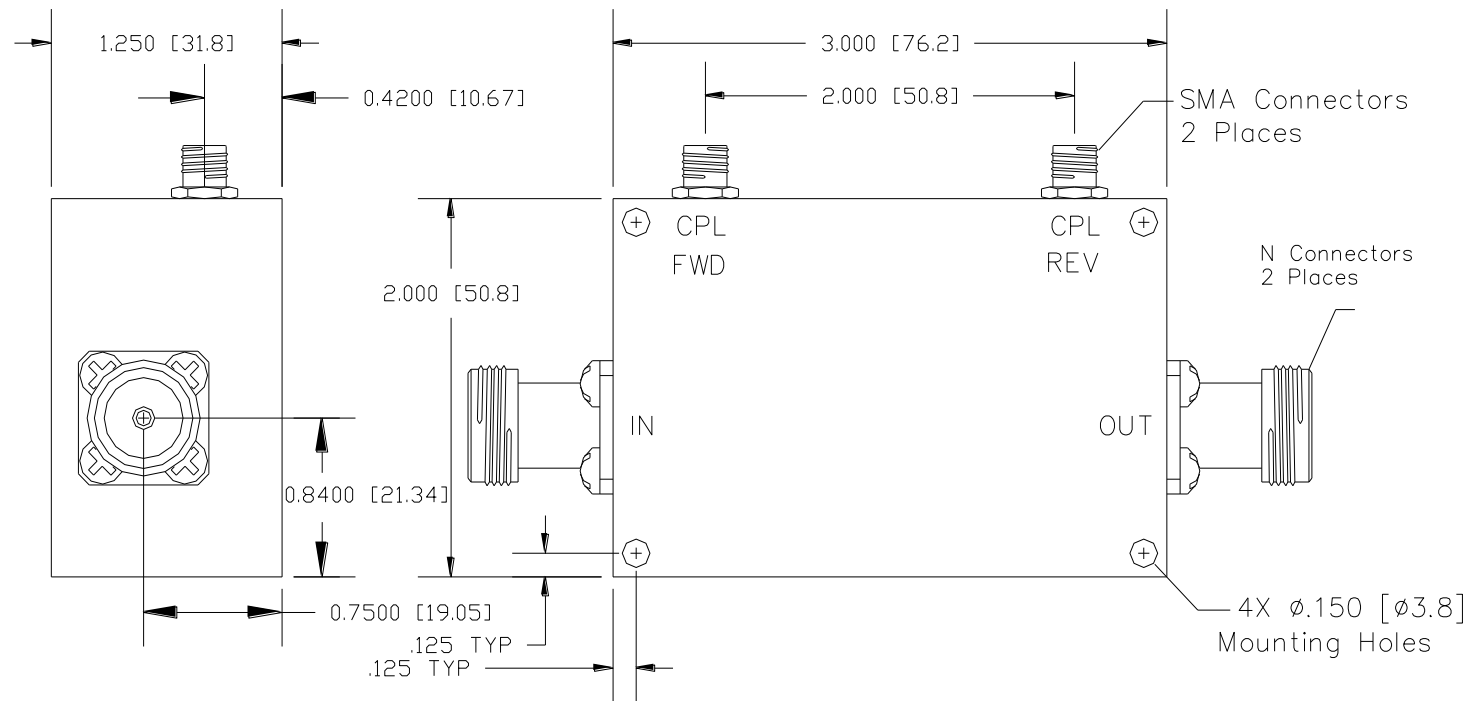 1.250 [31.8]
3.000 [76.2]
0.4200 [10.67]
2.000 [50.8]
SMA Connectors
2 Places
CPL
FWD
CPL
REV
N Connectors
2 Places
2.000 [50.8]
IN
OUT
0.8400 [21.34]
0.7500 [19.05]
.125 TYP
.125 TYP
4X ø.150 [ø3.8]
Mounting Holes